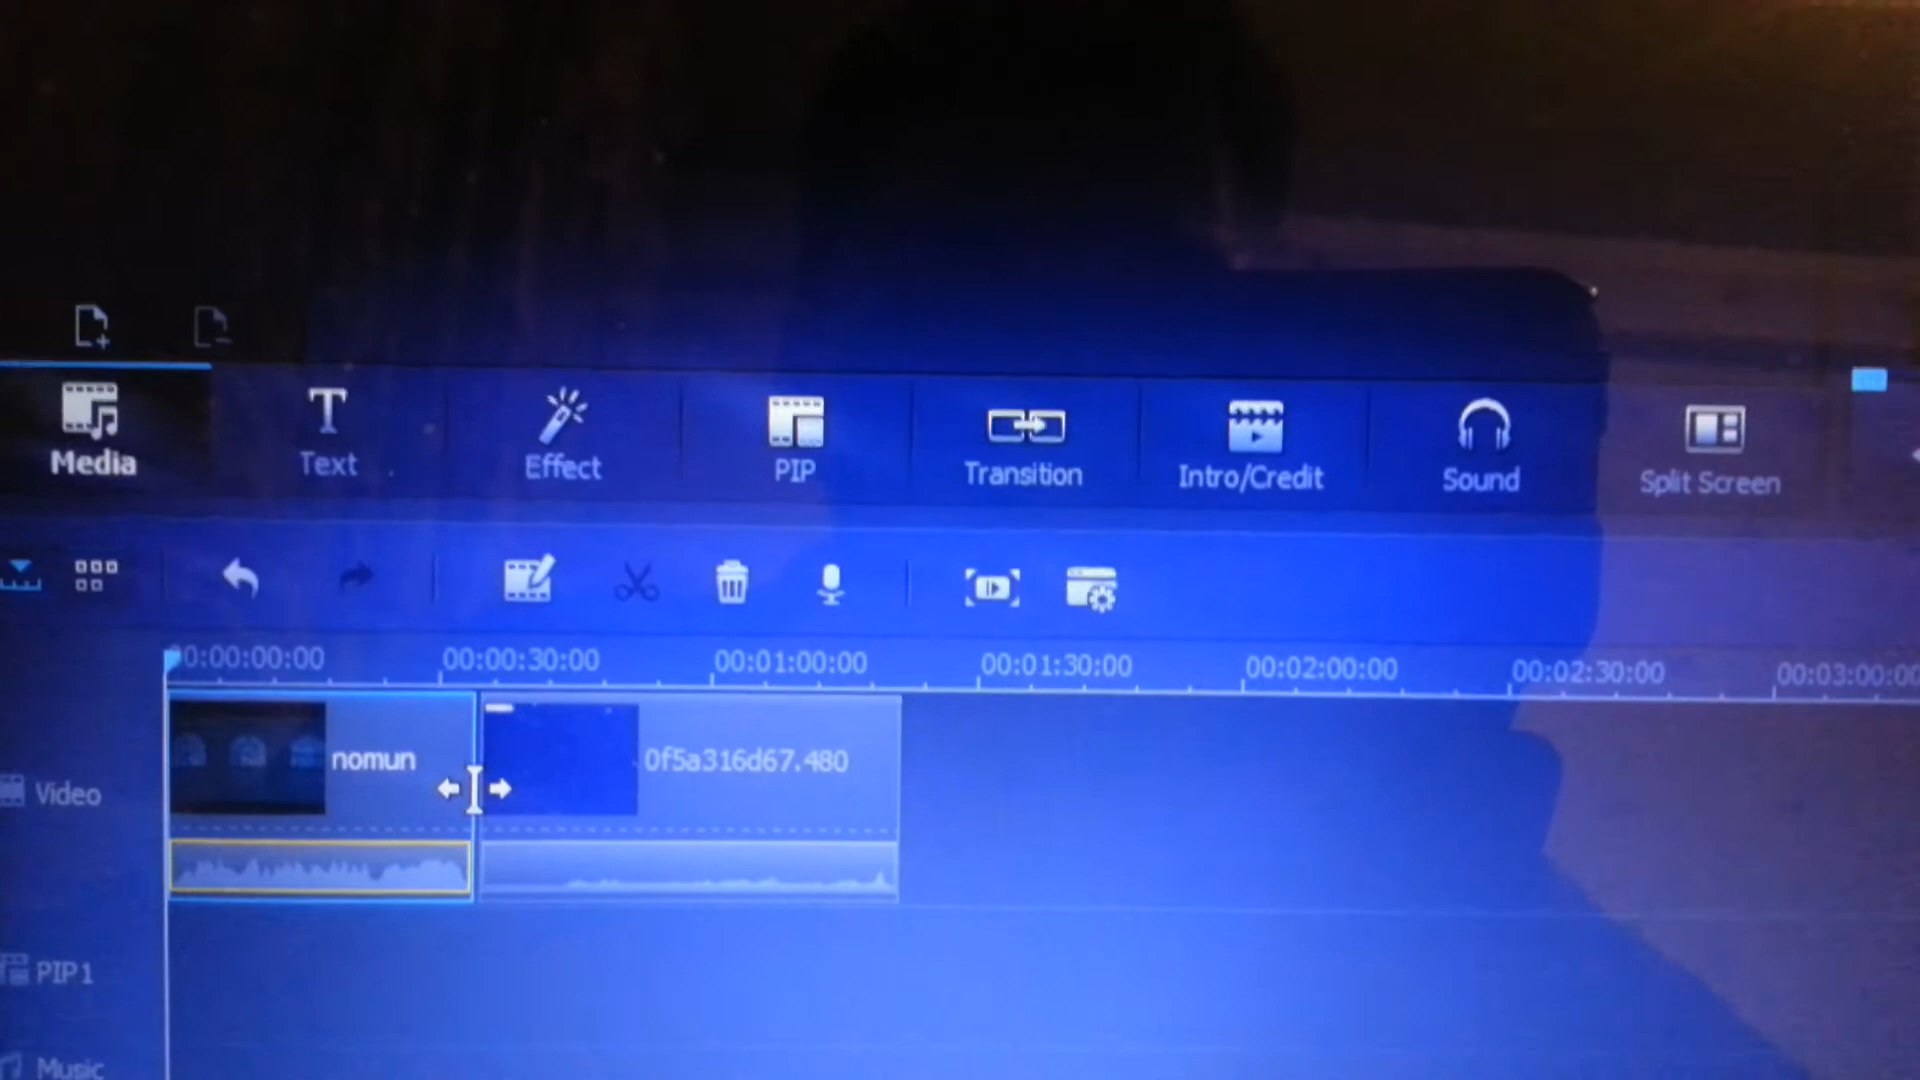 Media Text Effect PIP Transition Intro/Credit Sound Split Screen
00:00:00:00 00:00:30:00 00:01:00:00 00:01:30:00 00:02:00:00 00:02:30:00 00:03:00:00
Video nomun 0f5a316d67.480
PIP1
Music